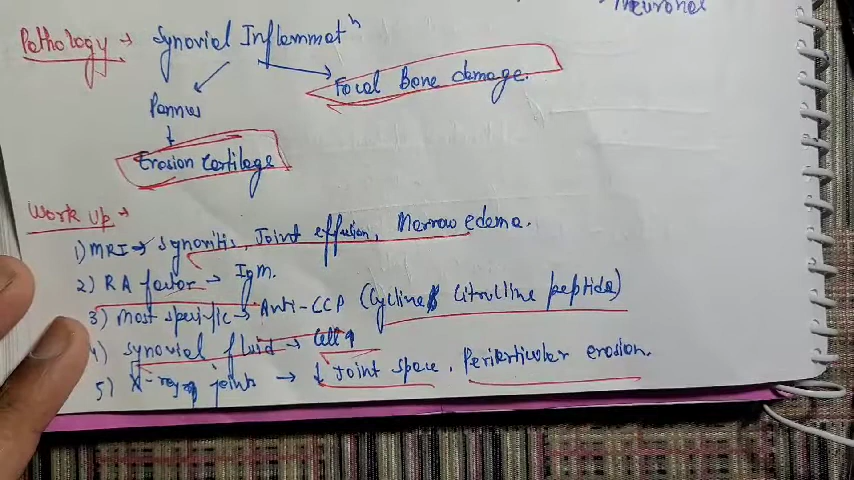 Neuronal
Pathology → Synovial Inflammatn
Focal Bone damage.
Pannus
↓
Erosion Cartilage
Work up →
1) MRI → Synovitis, Joint effusion, Marrow edema.
2) RA factor → IgM.
3) most specific → Anti-CCP (Cycline Citrulline peptide)
4) Synovial fluid → Cell ↑
5) X-ray joints → ↓ Joint space, Periarticular erosion.